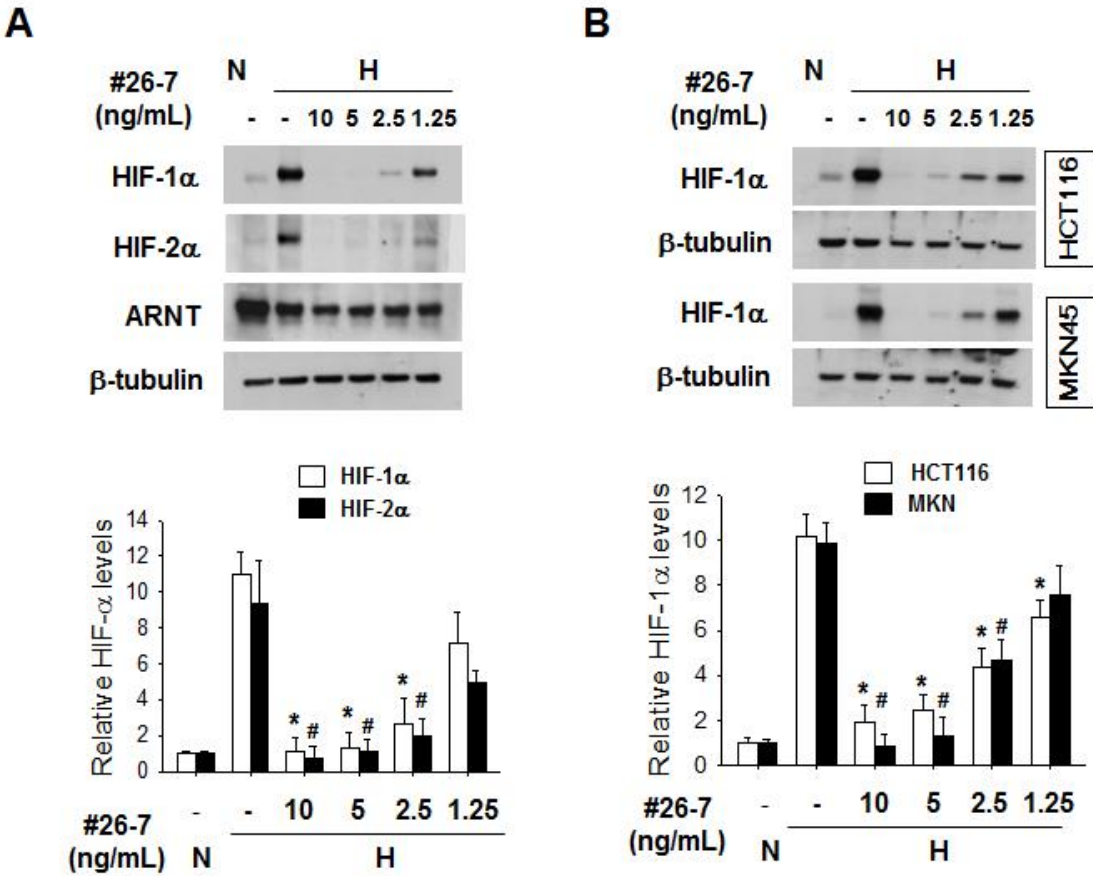 A
#26-7
(ng/mL)
N
H
- - 10 5 2.5 1.25
HIF-1α
HIF-2α
ARNT
β-tubulin
HIF-1α
HIF-2α
Relative HIF-α levels
14
12
10
8
6
4
2
0
* # * # * #
#26-7
(ng/mL)
- - 10 5 2.5 1.25
N H
B
#26-7
(ng/mL)
N
H
- - 10 5 2.5 1.25
HIF-1α
β-tubulin
HCT116
HIF-1α
β-tubulin
MKN45
HCT116
MKN
Relative HIF-1α levels
12
10
8
6
4
2
0
* # * # * # *
#26-7
(ng/mL)
- - 10 5 2.5 1.25
N H